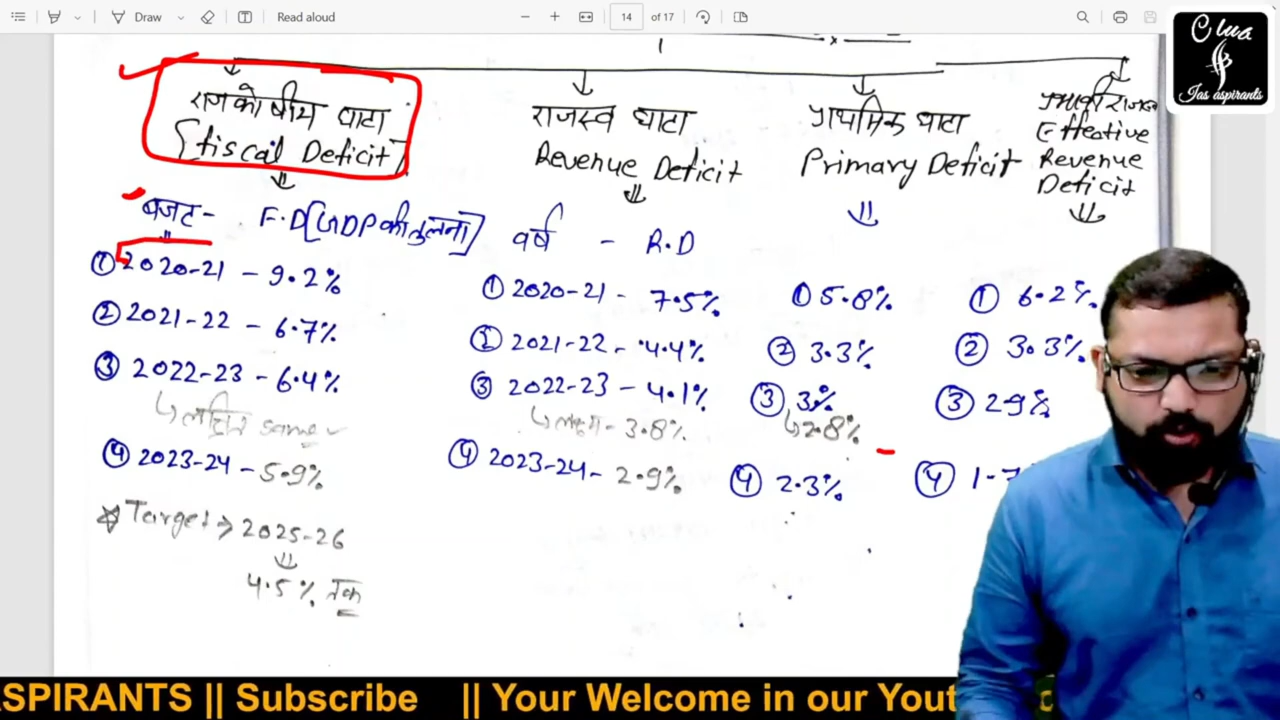 Draw
Read aloud
14 of 17
C lua
Ias aspirants
राजकोषीय घाटा
[fiscal Deficit]
राजस्व घाटा
Revenue Deficit
प्राथमिक घाटा
Primary Deficit
Effective
Revenue
Deficit
बजट- F.D[GDP की तुलना]
① 2020-21 - 9.2%
② 2021-22 - 6.7%
③ 2022-23 - 6.4%
same
④ 2023-24 - 5.9%
Target → 2025-26
4.5% तक
वर्ष - R.D
① 2020-21 - 7.5%
② 2021-22 - 4.4%
③ 2022-23 - 4.1%
लक्ष्य - 3.8%
④ 2023-24 - 2.9%
① 5.8%
② 3.3%
③ 3%
2.8%
④ 2.3%
① 6.2%
② 3.3%
③ 29%
④
ASPIRANTS || Subscribe || Your Welcome in our